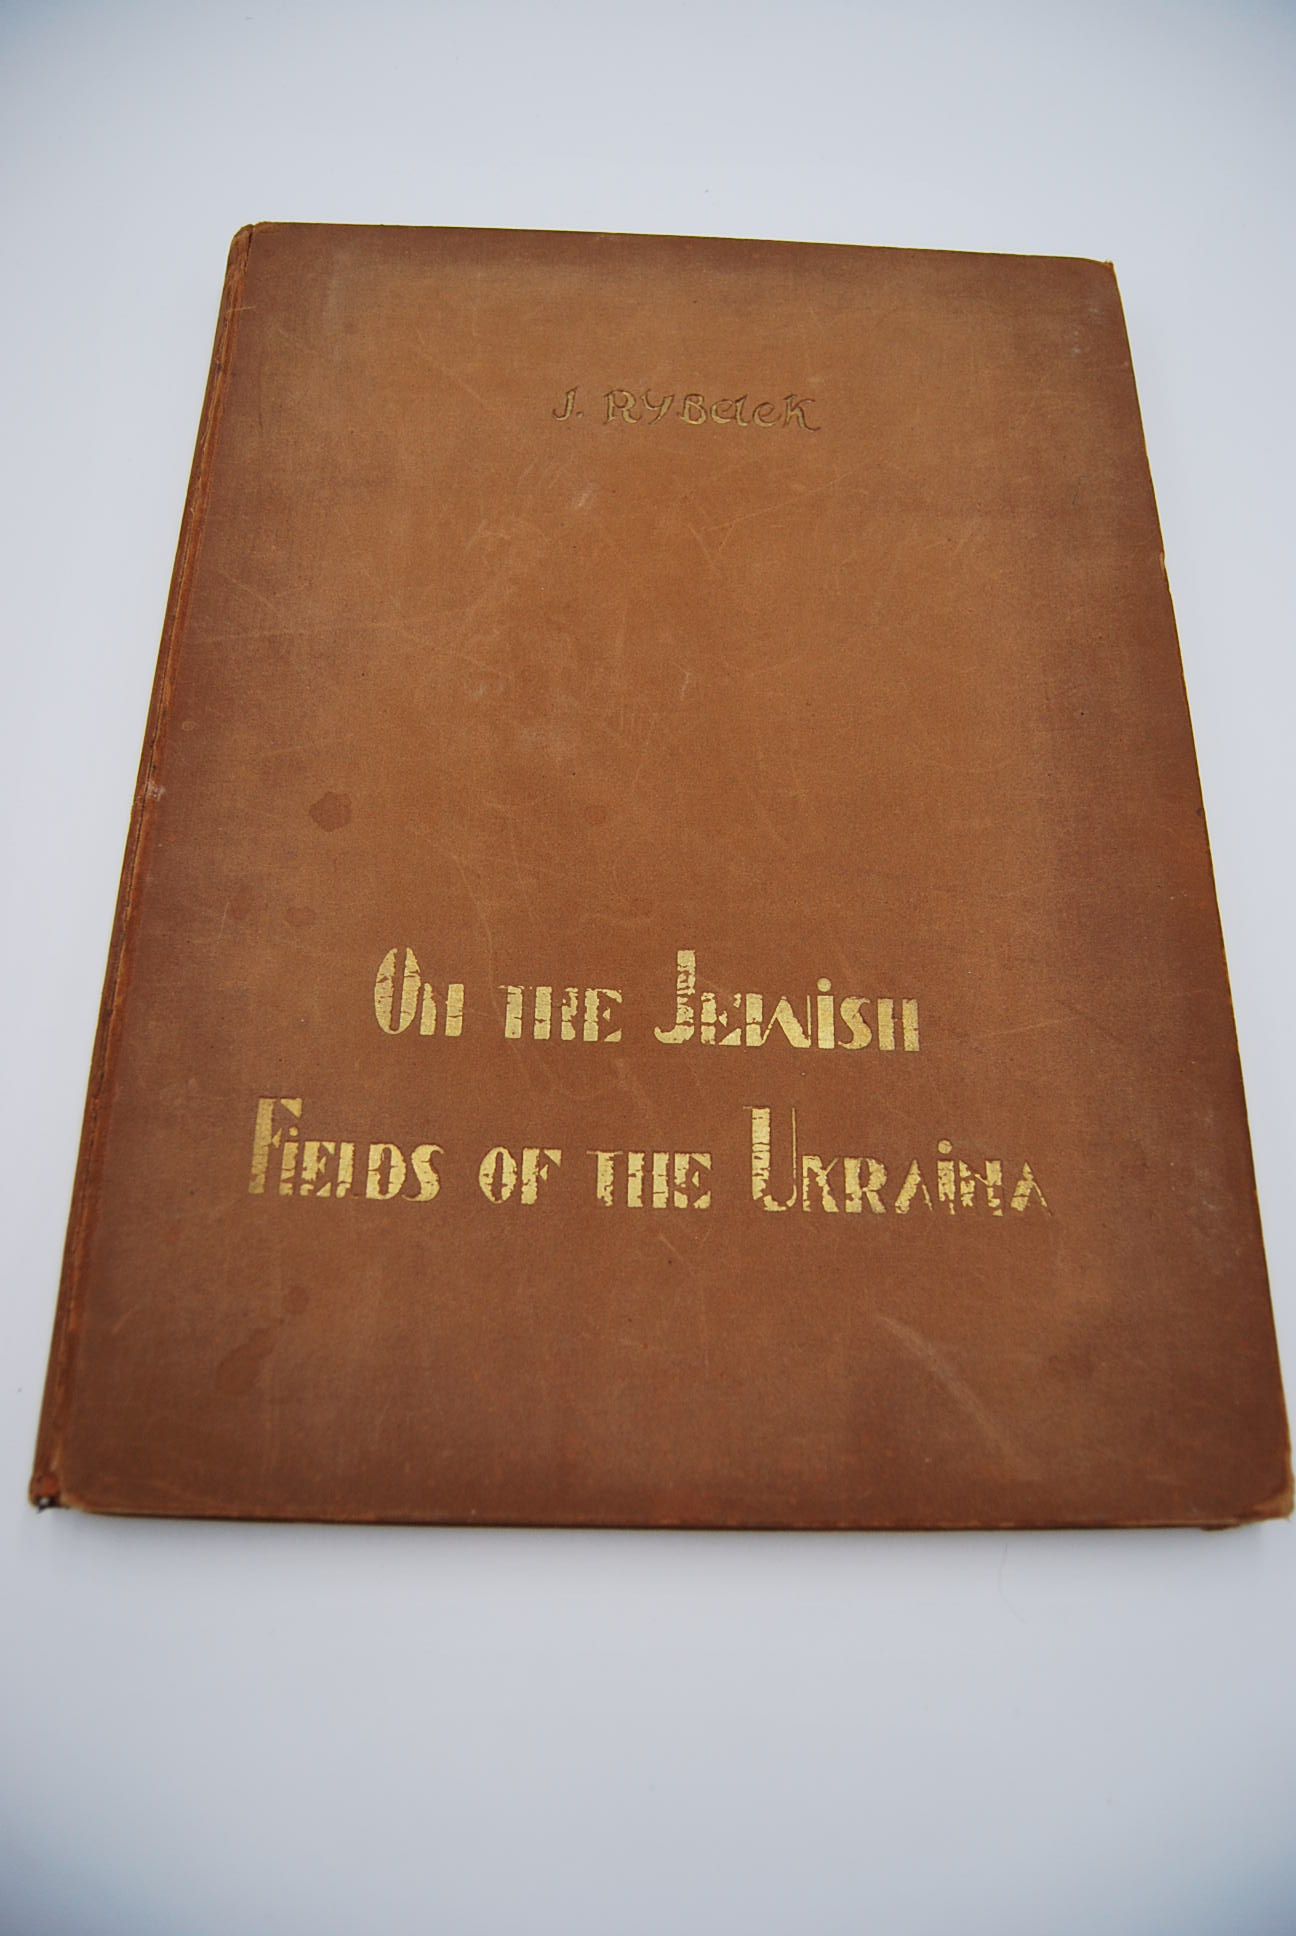 J. RYBACK
ON THE JEWISH
FIELDS OF THE UKRAINA